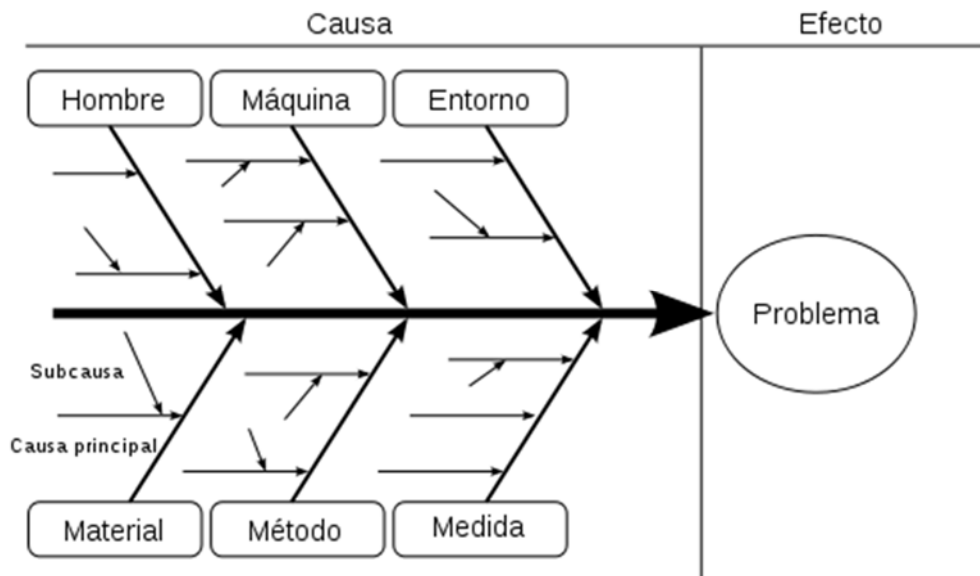 Causa
Efecto
Hombre
Máquina
Entorno
Problema
Subcausa
Causa principal
Material
Método
Medida